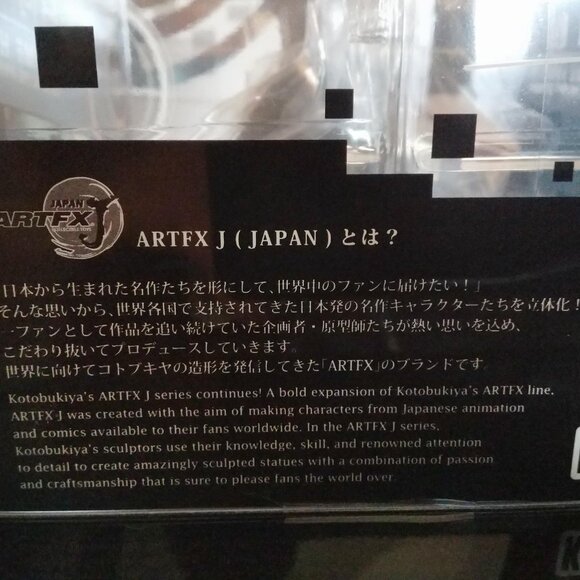 JAPAN
ARTFX J
ARTFX J ( JAPAN ) とは？
日本から生まれた名作たちを形にして、世界中のファンに届けたい！」
そんな思いから、世界各国で支持されてきた日本発の名作キャラクターたちを立体化！
一ファンとして作品を追い続けていた企画者・原型師たちが熱い思いを込め、
こだわり抜いてプロデュースしていきます。
世界に向けてコトブキヤの造形を発信してきた「ARTFX」のブランドです。
Kotobukiya's ARTFX J series continues! A bold expansion of Kotobukiya's ARTFX line,
ARTFX J was created with the aim of making characters from Japanese animation
and comics available to their fans worldwide. In the ARTFX J series,
Kotobukiya's sculptors use their knowledge, skill, and renowned attention
to detail to create amazingly sculpted statues with a combination of passion
and craftsmanship that is sure to please fans the world over.